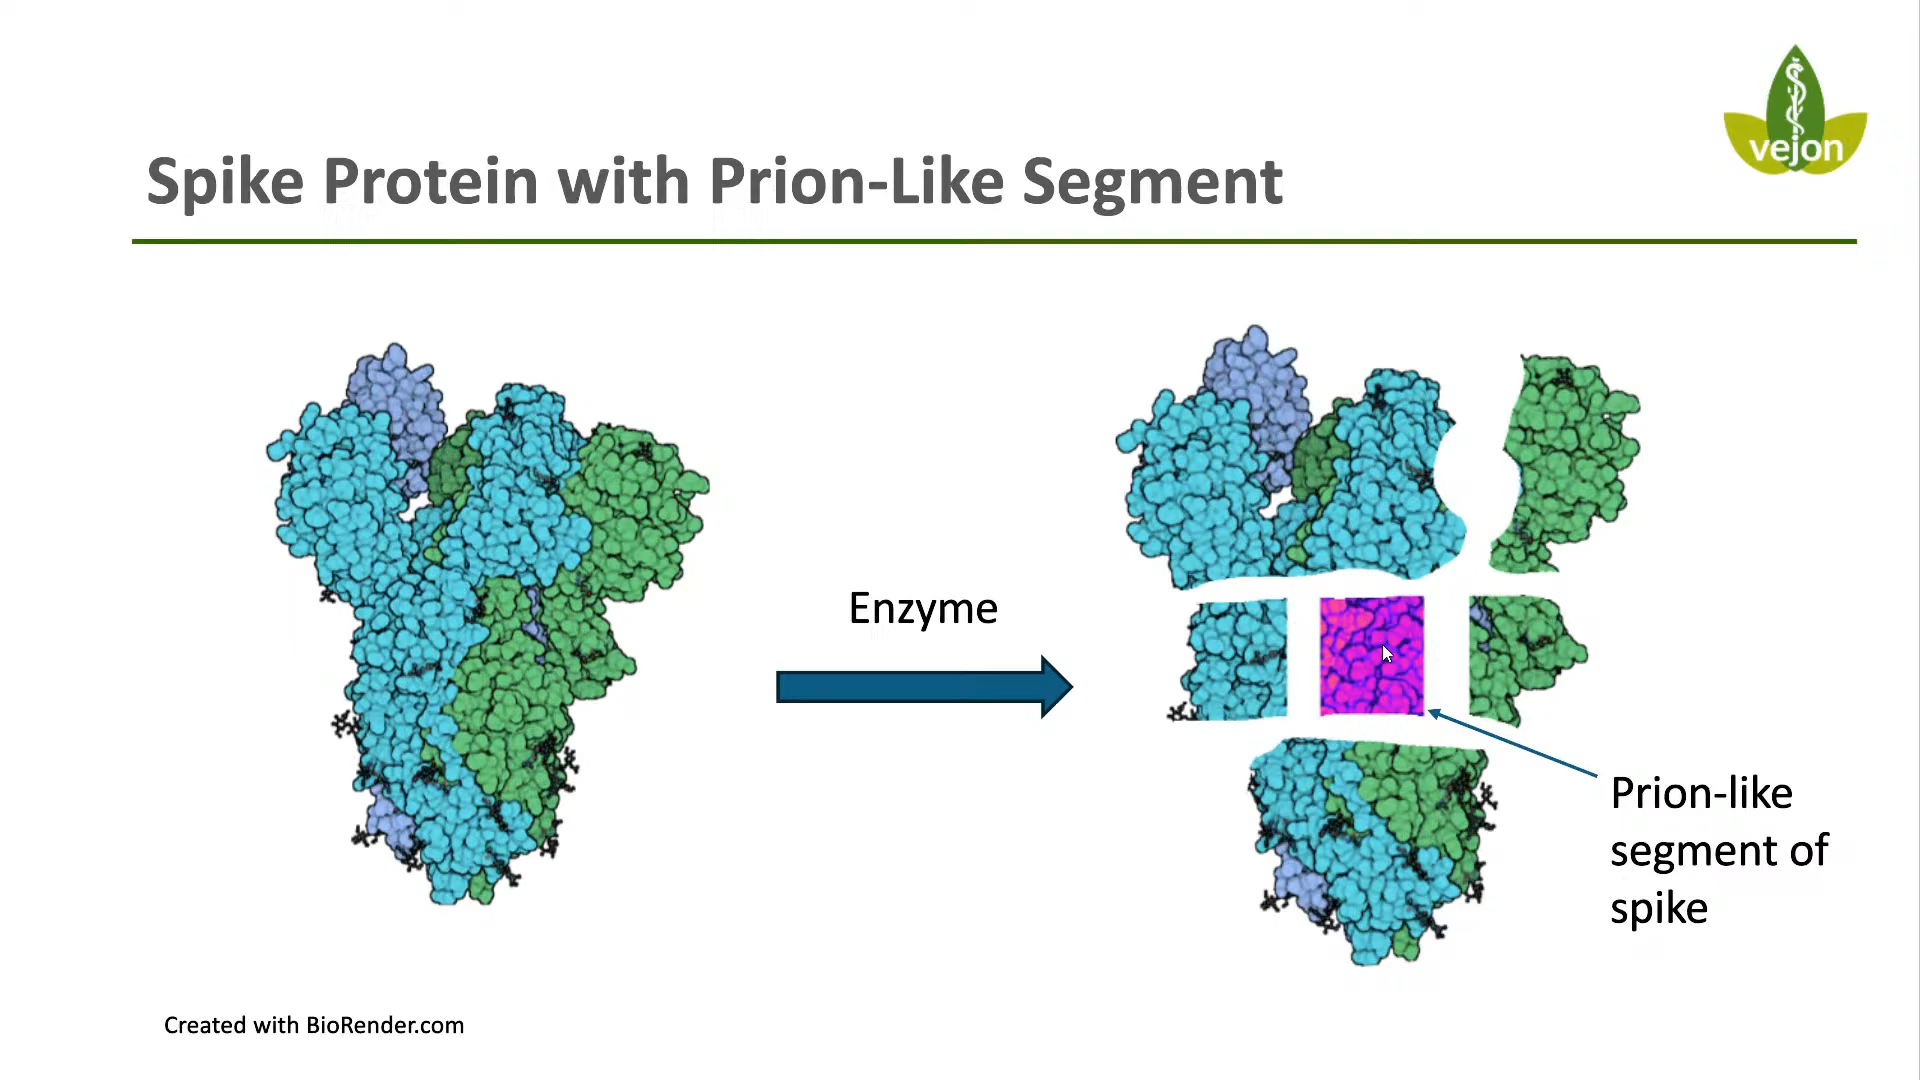 vejon
Spike Protein with Prion-Like Segment
Enzyme
Prion-like
segment of
spike
Created with BioRender.com